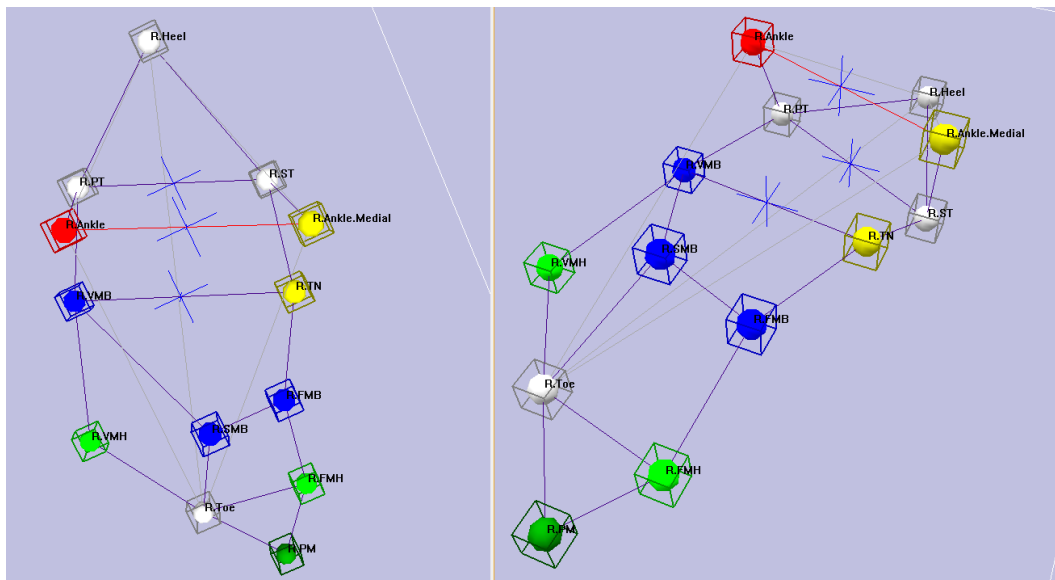 R.Heel
R.PT
R.ST
R.Ankle
R.Ankle.Medial
R.VMB
R.TN
R.FMB
R.SMB
R.VMH
R.FMH
R.Toe
R.PM
R.Ankle
R.Heel
R.PT
R.Ankle.Medial
R.VMB
R.ST
R.TN
R.SMB
R.VMH
R.FMB
R.Toe
R.FMH
R.PM